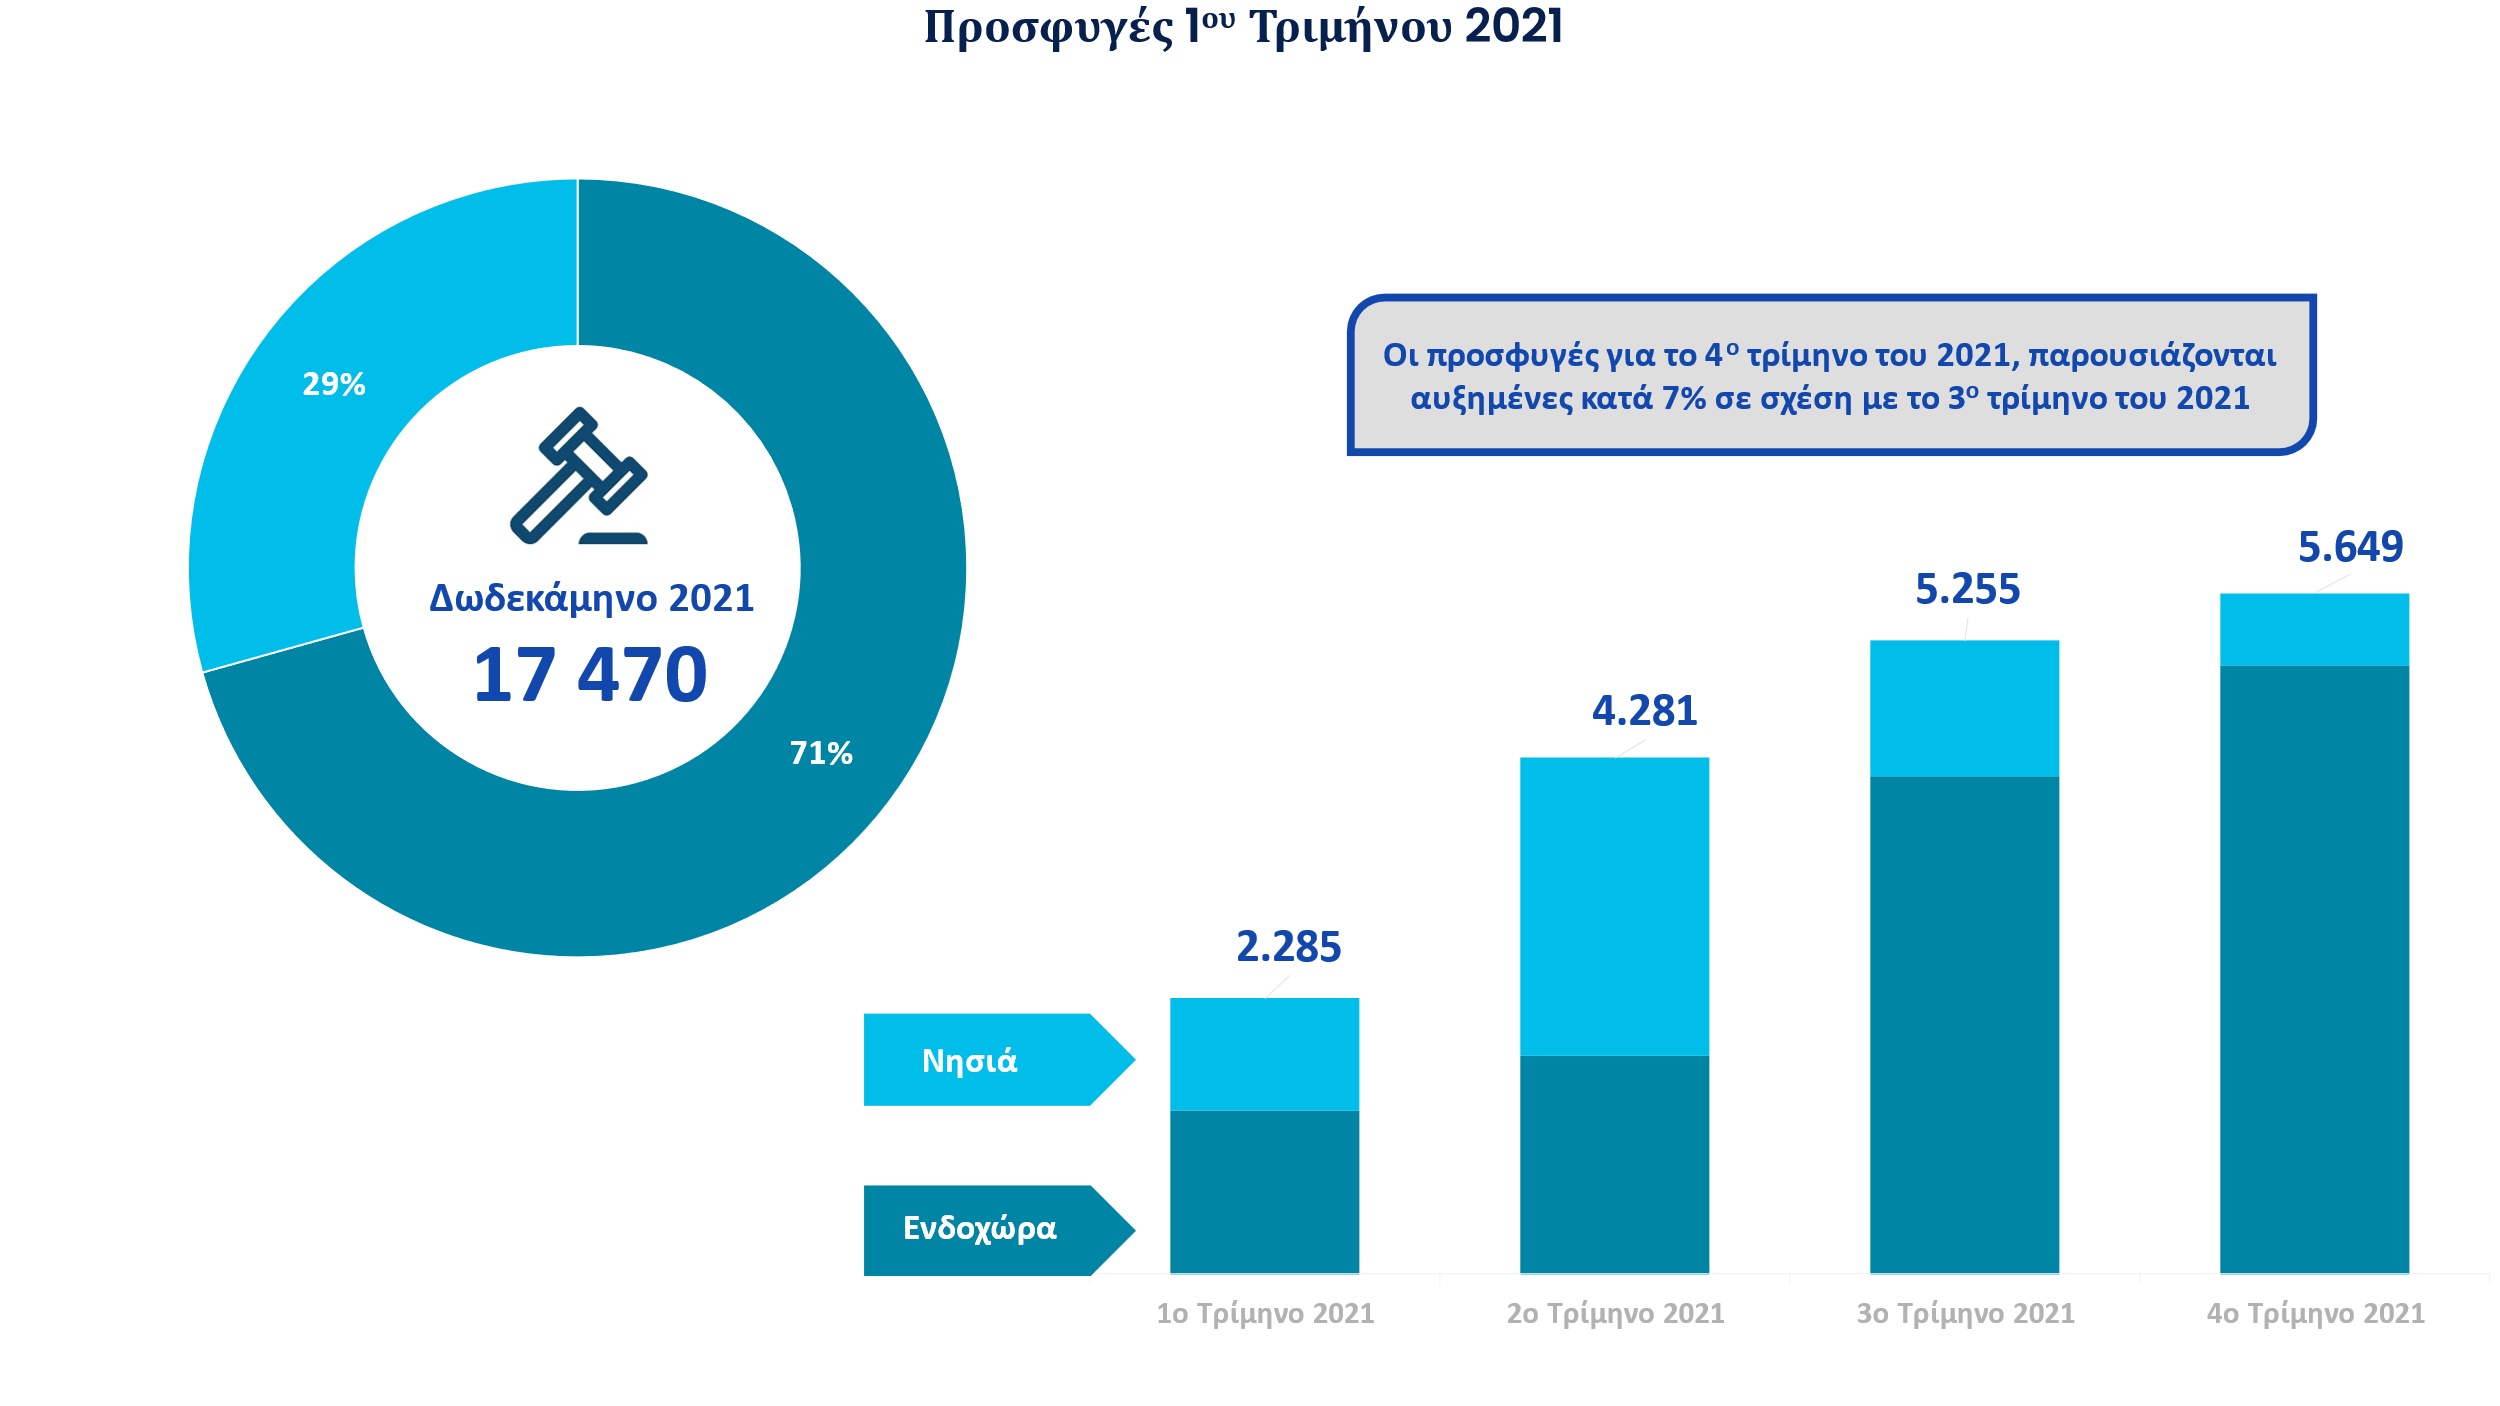 Προσφυγές 1ου Τριμήνου 2021
29%
Δωδεκάμηνο 2021
17 470
71%
Οι προσφυγές για το 4ο τρίμηνο του 2021, παρουσιάζονται
αυξημένες κατά 7% σε σχέση με το 3ο τρίμηνο του 2021
5.649
5.255
4.281
2.285
Νησιά
Ενδοχώρα
1ο Τρίμηνο 2021
2ο Τρίμηνο 2021
3ο Τρίμηνο 2021
4ο Τρίμηνο 2021